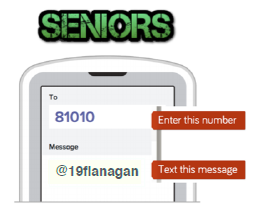 SENIORS
To
81010
Enter this number
Message
@19flanagan
Text this message